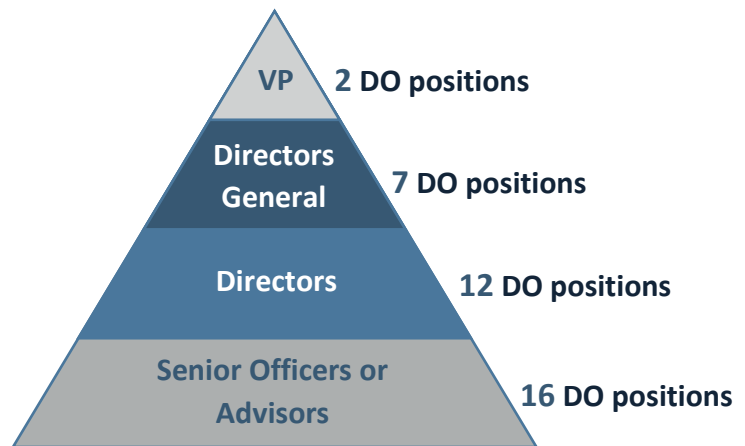 VP
2 DO positions
Directors
General
7 DO positions
Directors
12 DO positions
Senior Officers or
Advisors
16 DO positions